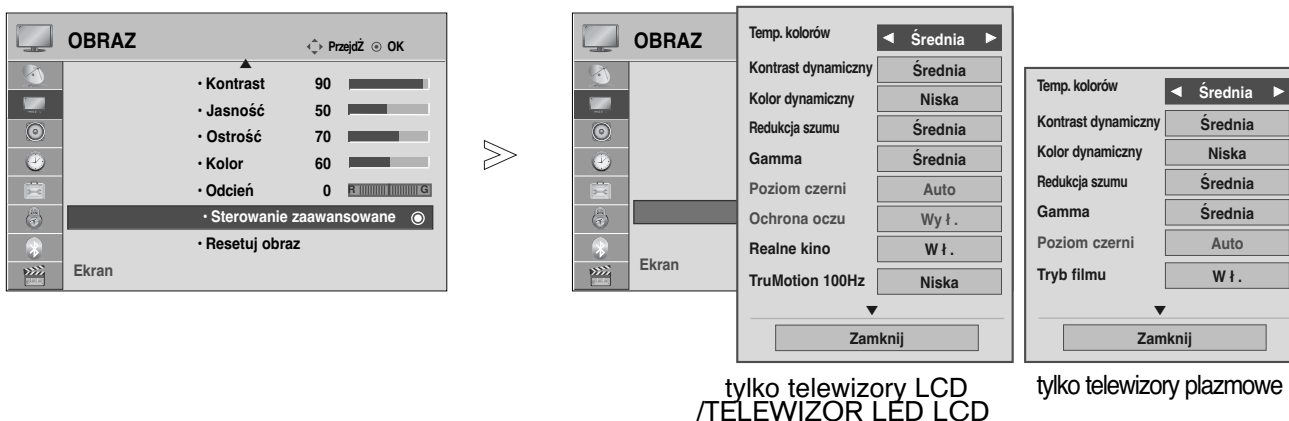 OBRAZ
PrzejdŹ OK
• Kontrast 90
• Jasność 50
• Ostrość 70
• Kolor 60
• Odcień 0 R G
• Sterowanie zaawansowane
• Resetuj obraz
Ekran
OBRAZ
Ekran
Temp. kolorów Średnia
Kontrast dynamiczny Średnia
Kolor dynamiczny Niska
Redukcja szumu Średnia
Gamma Średnia
Poziom czerni Auto
Ochrona oczu Wy ł .
Realne kino W ł .
TruMotion 100Hz Niska
Zamknij
tylko telewizory LCD
/TELEWIZOR LED LCD
Temp. kolorów Średnia
Kontrast dynamiczny Średnia
Kolor dynamiczny Niska
Redukcja szumu Średnia
Gamma Średnia
Poziom czerni Auto
Tryb filmu W ł .
Zamknij
tylko telewizory plazmowe